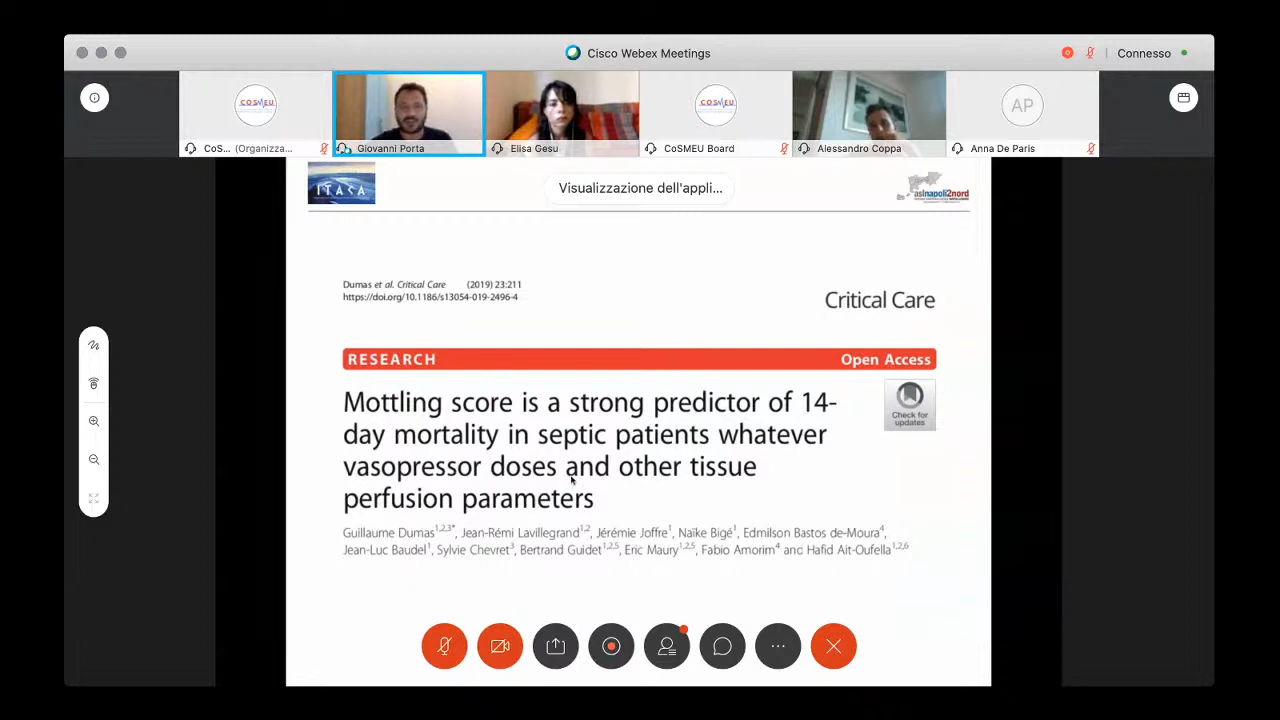 Cisco Webex Meetings
Connesso
COSMEU
COSMEU
AP
CoS... (Organizza...
Giovanni Porta
Elisa Gesu
CoSMEU Board
Alessandro Coppa
Anna De Paris
ITACA
Visualizzazione dell'appli...
aslnapoli2nord
Dumas et al. Critical Care (2019) 23:211
https://doi.org/10.1186/s13054-019-2496-4
Critical Care
RESEARCH
Open Access
Mottling score is a strong predictor of 14-
day mortality in septic patients whatever
vasopressor doses and other tissue
perfusion parameters
Check for
updates
Guillaume Dumas1,2,3*, Jean-Rémi Lavillegrand1,2, Jérémie Joffre1, Naïke Bigé1, Edmilson Bastos de-Moura4,
Jean-Luc Baudel1, Sylvie Chevret3, Bertrand Guidet1,2,5, Eric Maury1,2,5, Fabio Amorim4 and Hafid Ait-Oufella1,2,6